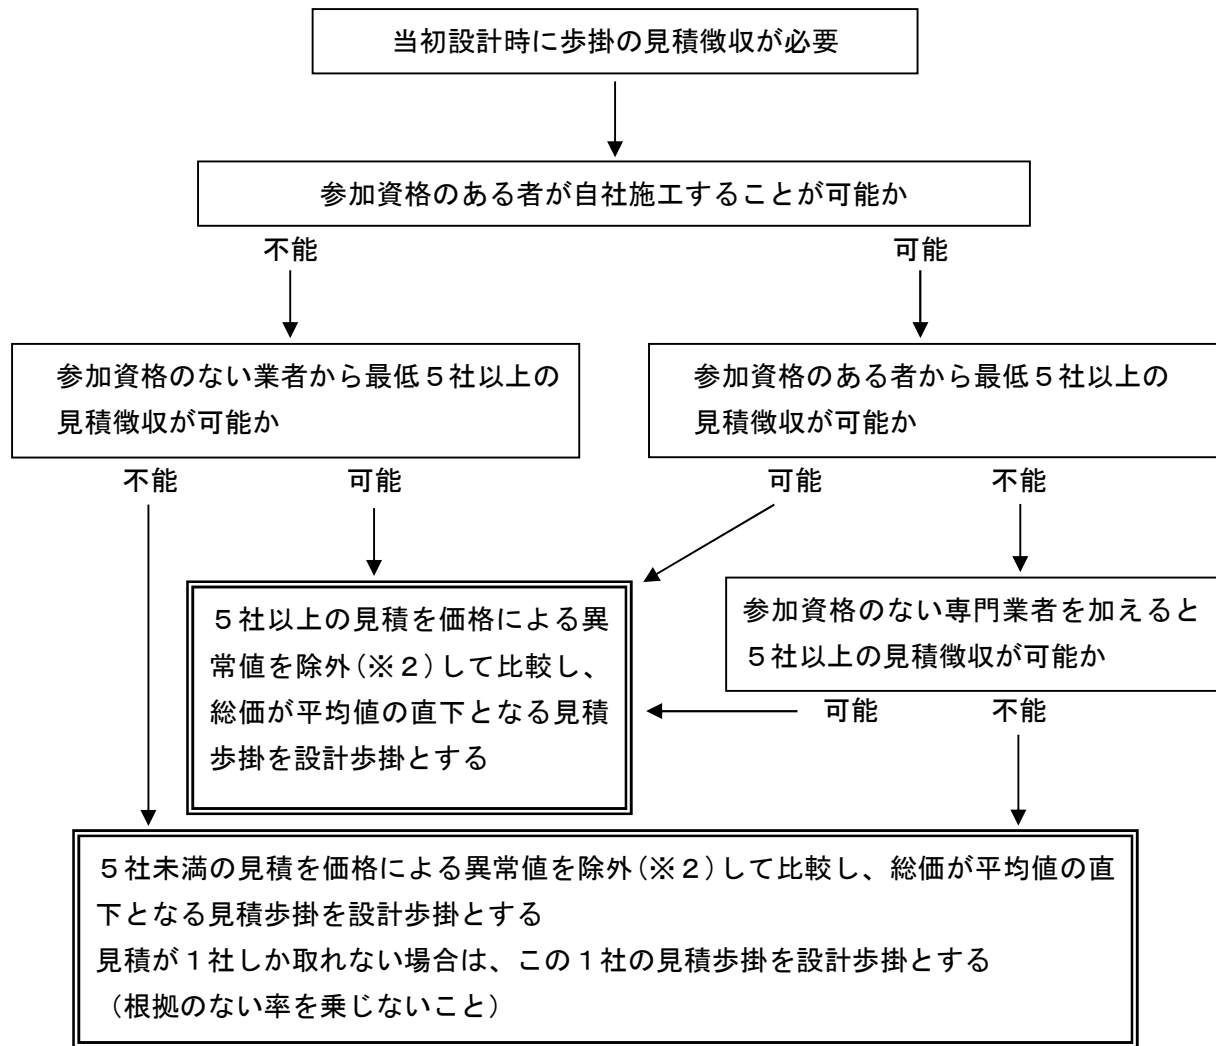 当初設計時に歩掛の見積徴収が必要
参加資格のある者が自社施工することが可能か
不能
可能
参加資格のない業者から最低５社以上の
見積徴収が可能か
参加資格のある者から最低５社以上の
見積徴収が可能か
不能
可能
可能
不能
５社以上の見積を価格による異
常値を除外(※２)して比較し、
総価が平均値の直下となる見積
歩掛を設計歩掛とする
参加資格のない専門業者を加えると
５社以上の見積徴収が可能か
可能
不能
５社未満の見積を価格による異常値を除外(※２)して比較し、総価が平均値の直
下となる見積歩掛を設計歩掛とする
見積が１社しか取れない場合は、この１社の見積歩掛を設計歩掛とする
（根拠のない率を乗じないこと）